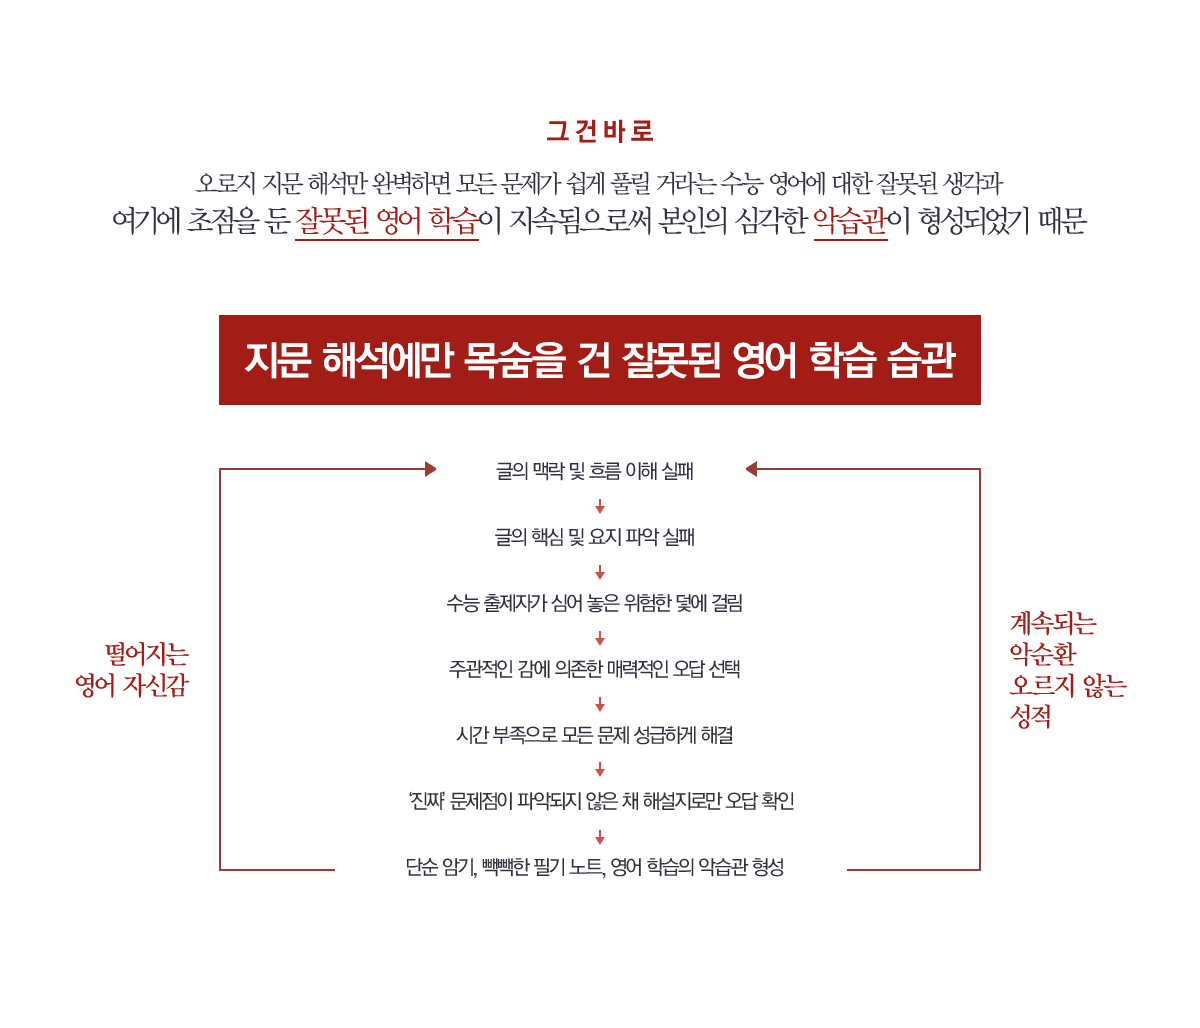 그건바로
오로지 지문 해석만 완벽하면 모든 문제가 쉽게 풀릴 거라는 수능 영어에 대한 잘못된 생각과
여기에 초점을 둔 잘못된 영어 학습이 지속됨으로써 본인의 심각한 악습관이 형성되었기 때문
지문 해석에만 목숨을 건 잘못된 영어 학습 습관
글의 맥락 및 흐름 이해 실패
글의 핵심 및 요지 파악 실패
수능 출제자가 심어 놓은 위험한 덫에 걸림
주관적인 감에 의존한 매력적인 오답 선택
시간 부족으로 모든 문제 성급하게 해결
‘진짜’ 문제점이 파악되지 않은 채 해설지로만 오답 확인
단순 암기, 빽빽한 필기 노트, 영어 학습의 악습관 형성
떨어지는
영어 자신감
계속되는
악순환
오르지 않는
성적